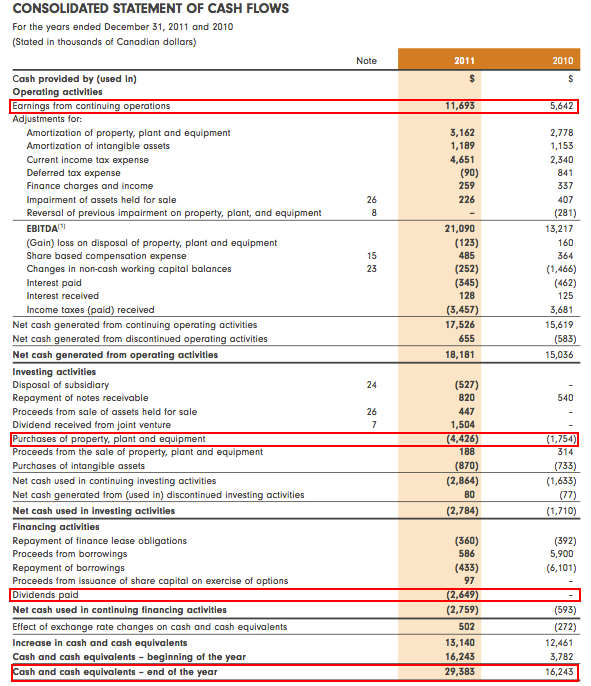 CONSOLIDATED STATEMENT OF CASH FLOWS
For the years ended December 31, 2011 and 2010
(Stated in thousands of Canadian dollars)
Note 2011 2010
Cash provided by (used in) $ $
Operating activities
Earnings from continuing operations 11,693 5,642
Adjustments for:
Amortization of property, plant and equipment 3,162 2,778
Amortization of intangible assets 1,189 1,153
Current income tax expense 4,651 2,340
Deferred tax expense (90) 841
Finance charges and income 259 337
Impairment of assets held for sale 26 226 407
Reversal of previous impairment on property, plant, and equipment 8 – (281)
EBITDA(1) 21,090 13,217
(Gain) loss on disposal of property, plant and equipment (123) 160
Share based compensation expense 15 485 364
Changes in non-cash working capital balances 23 (252) (1,466)
Interest paid (345) (462)
Interest received 128 125
Income taxes (paid) received (3,457) 3,681
Net cash generated from continuing operating activities 17,526 15,619
Net cash generated from discontinued operating activities 655 (583)
Net cash generated from operating activities 18,181 15,036
Investing activities
Disposal of subsidiary 24 (527) –
Repayment of notes receivable 820 540
Proceeds from sale of assets held for sale 26 447 –
Dividend received from joint venture 7 1,504 –
Purchases of property, plant and equipment (4,426) (1,754)
Proceeds from the sale of property, plant and equipment 188 314
Purchases of intangible assets (870) (733)
Net cash used in continuing investing activities (2,864) (1,633)
Net cash generated from (used in) discontinued investing activities 80 (77)
Net cash used in investing activities (2,784) (1,710)
Financing activities
Repayment of finance lease obligations (360) (392)
Proceeds from borrowings 586 5,900
Repayment of borrowings (433) (6,101)
Proceeds from issuance of share capital on exercise of options 97 –
Dividends paid (2,649) –
Net cash used in continuing financing activities (2,759) (593)
Effect of exchange rate changes on cash and cash equivalents 502 (272)
Increase in cash and cash equivalents 13,140 12,461
Cash and cash equivalents – beginning of the year 16,243 3,782
Cash and cash equivalents – end of the year 29,383 16,243